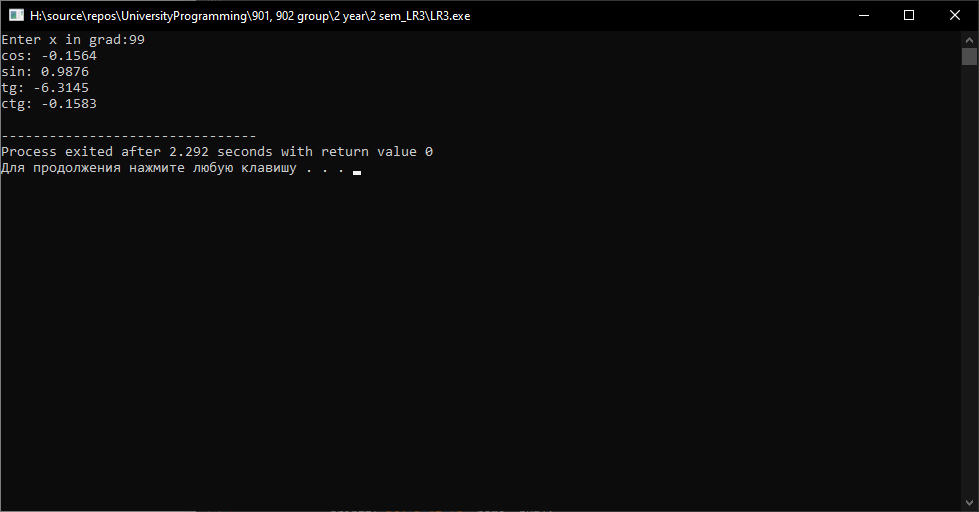 H:\source\repos\UniversityProgramming\901, 902 group\2 year\2 sem_LR3\LR3.exe
Enter x in grad:99
cos: -0.1564
sin: 0.9876
tg: -6.3145
ctg: -0.1583
--------------------------------
Process exited after 2.292 seconds with return value 0
Для продолжения нажмите любую клавишу . . .